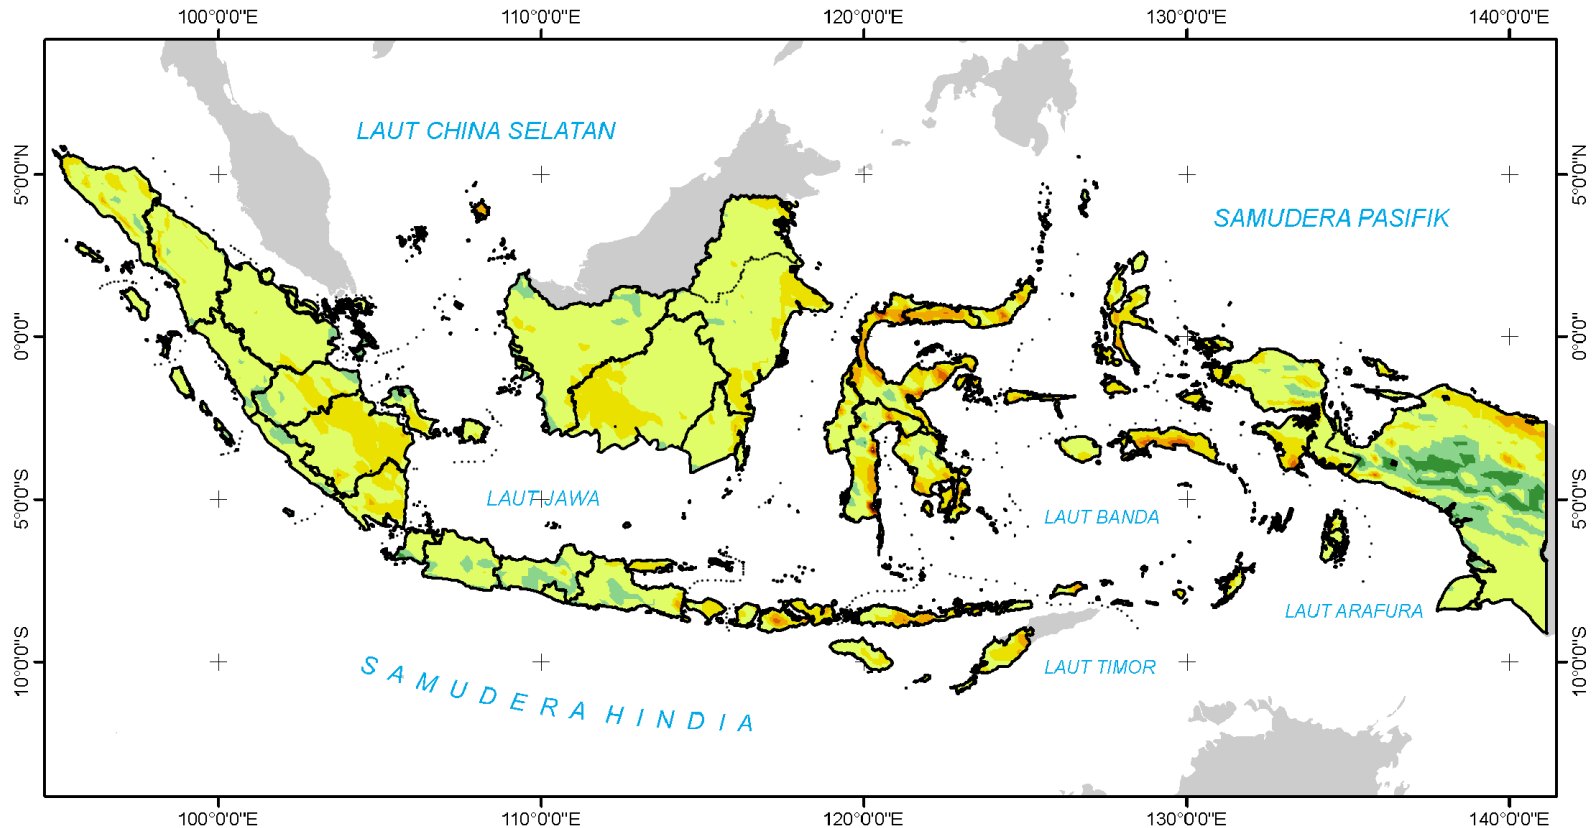 100°0'0"E 110°0'0"E 120°0'0"E 130°0'0"E 140°0'0"E
5°0'0"N 5°0'0"N
LAUT CHINA SELATAN
SAMUDERA PASIFIK
0°0'0" 0°0'0"
5°0'0"S 5°0'0"S
LAUT JAWA
LAUT BANDA
LAUT ARAFURA
10°0'0"S 10°0'0"S
LAUT TIMOR
SAMUDERA HINDIA
100°0'0"E 110°0'0"E 120°0'0"E 130°0'0"E 140°0'0"E